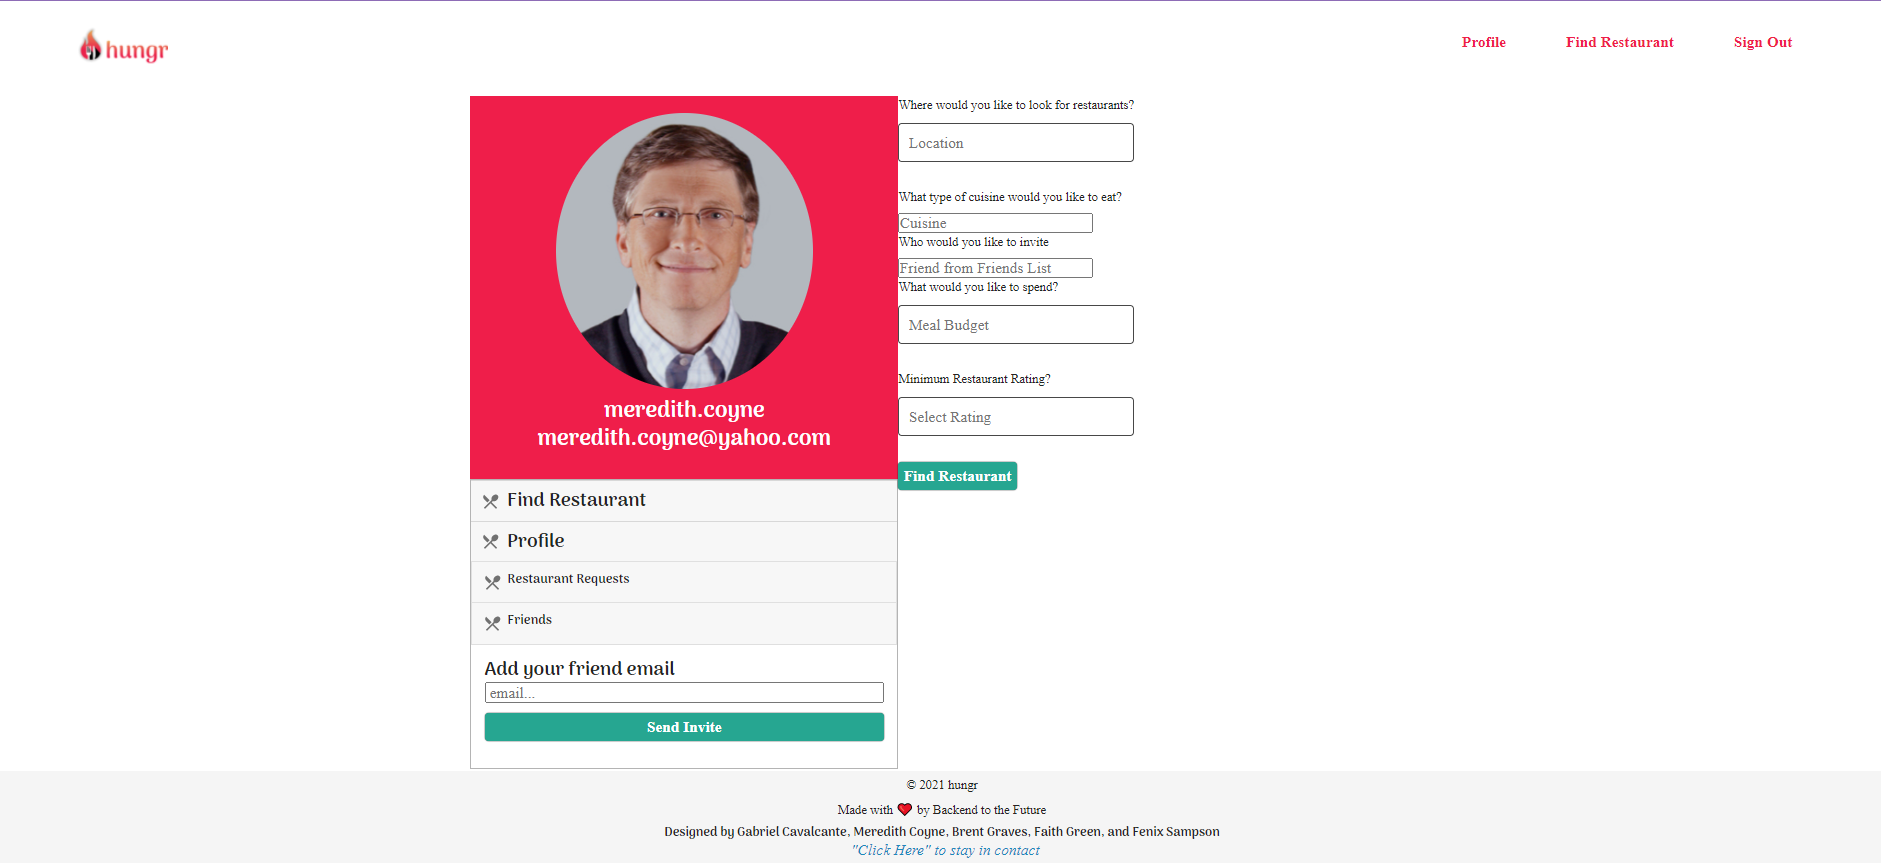 hungr
Profile
Find Restaurant
Sign Out
meredith.coyne
meredith.coyne@yahoo.com
Find Restaurant
Profile
Restaurant Requests
Friends
Add your friend email
email...
Send Invite
Where would you like to look for restaurants?
Location
What type of cuisine would you like to eat?
Cuisine
Who would you like to invite
Friend from Friends List
What would you like to spend?
Meal Budget
Minimum Restaurant Rating?
Select Rating
Find Restaurant
© 2021 hungr
Made with ❤️ by Backend to the Future
Designed by Gabriel Cavalcante, Meredith Coyne, Brent Graves, Faith Green, and Fenix Sampson
"Click Here" to stay in contact